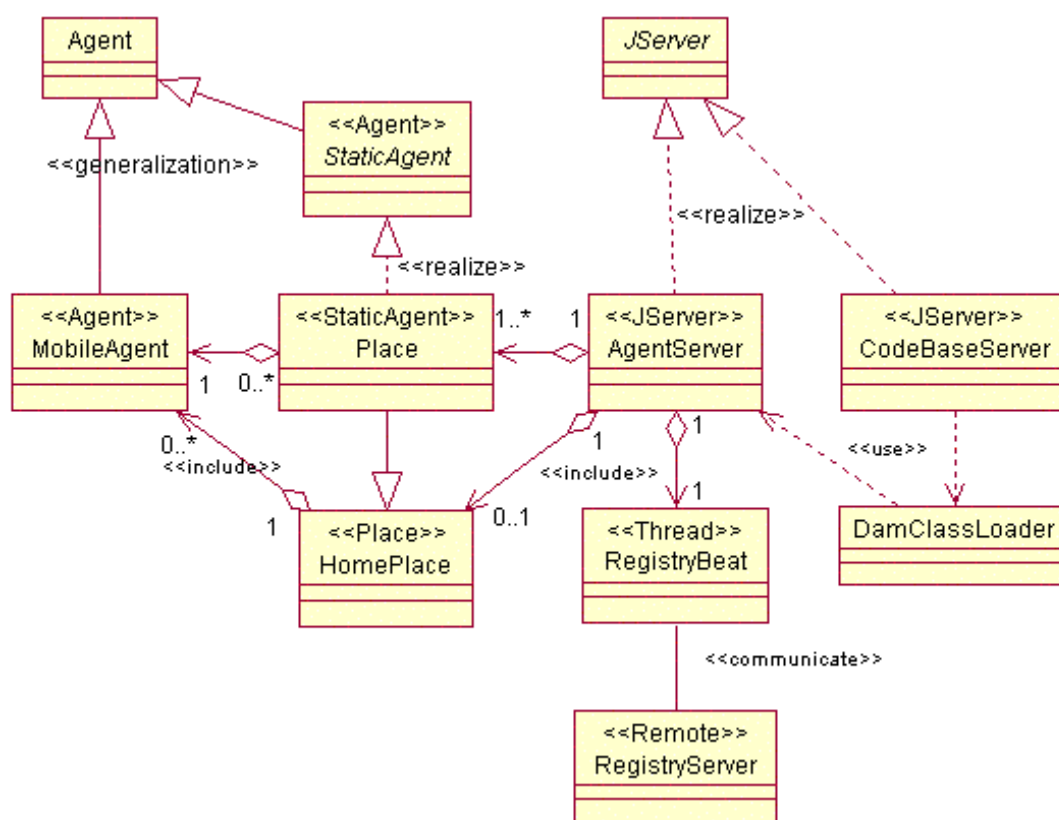 Agent
JServer
<<Agent>>
StaticAgent
<<generalization>>
<<realize>>
<<realize>>
<<Agent>>
MobileAgent
<<StaticAgent>>
Place
1..*
1
<<JServer>>
AgentServer
<<JServer>>
CodeBaseServer
1
0..*
0..*
<<include>>
1
1
1
<<include>>
0..1
1
<<use>>
<<Place>>
HomePlace
<<Thread>>
RegistryBeat
DamClassLoader
<<communicate>>
<<Remote>>
RegistryServer